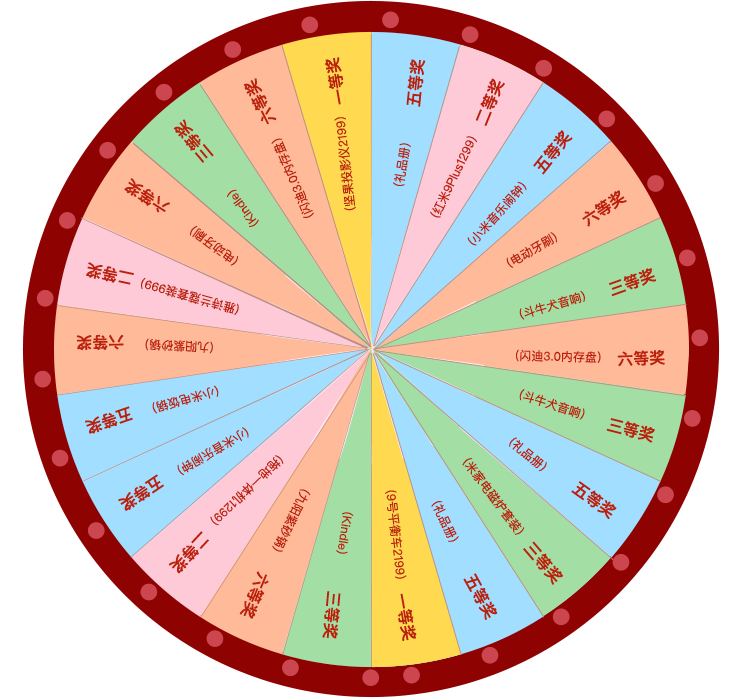 五等奖
(礼品册)
二等奖
(红米9Plus1299)
五等奖
(小米音乐闹钟)
六等奖
(电动牙刷)
三等奖
(斗牛犬音响)
六等奖
(闪迪3.0内存盘)
三等奖
(斗牛犬音响)
五等奖
(礼品册)
三等奖
(米家电磁炉套装)
五等奖
(礼品册)
一等奖
(9号平衡车2199)
三等奖
(Kindle)
六等奖
(九阳紫砂锅)
二等奖
(拖地一体机1299)
五等奖
(小米音乐闹钟)
五等奖
(小米电饭锅)
六等奖
(九阳紫砂锅)
二等奖
(雅诗兰蔻套装999)
六等奖
(电动牙刷)
三等奖
(Kindle)
六等奖
(闪迪3.0内存盘)
一等奖
(坚果投影仪2199)